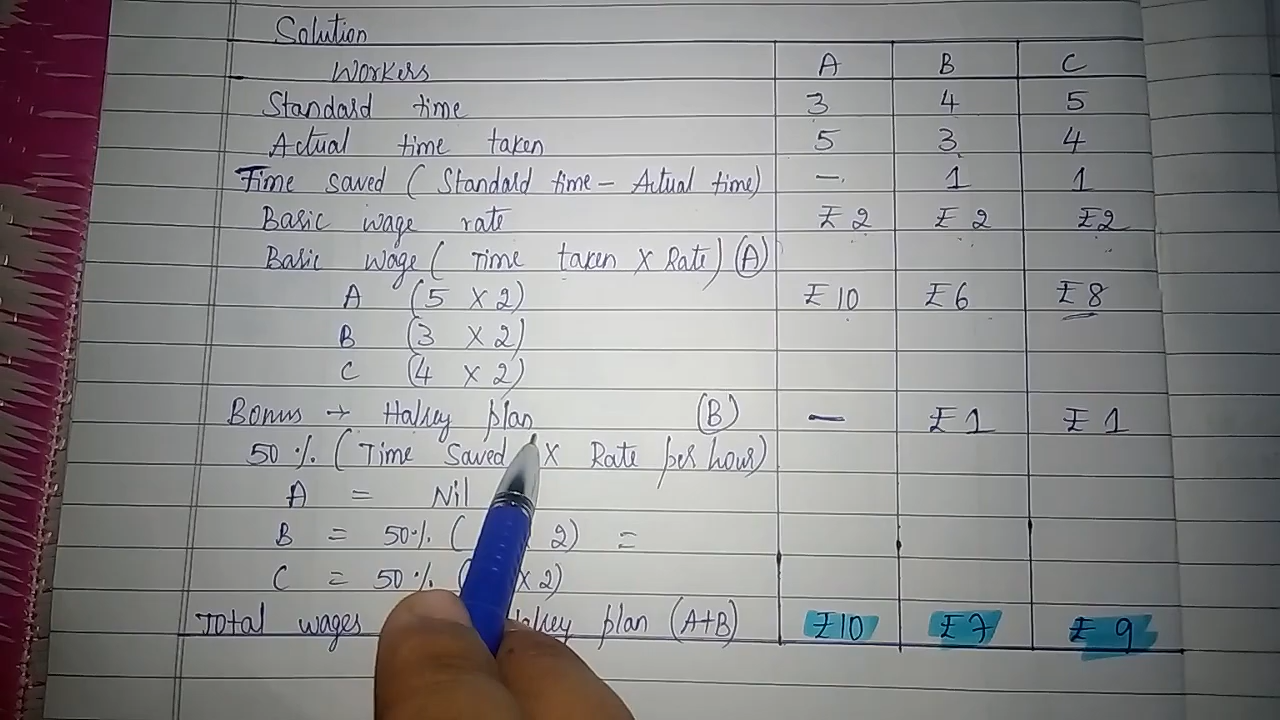 Solution
Workers A B C
Standard time 3 4 5
Actual time taken 5 3 4
Time saved (Standard time - Actual time) - 1 1
Basic wage rate ₹2 ₹2 ₹2
Basic wage (Time taken X Rate) (A)
A (5 X 2) ₹10 ₹6 ₹8
B (3 X 2)
C (4 X 2)
Bonus → Halsey plan (B) - ₹1 ₹1
50% (Time Saved X Rate per hour)
A = Nil
B = 50% ( 2) =
C = 50% ( X 2)
Total wages plan (A+B) ₹10 ₹7 ₹9